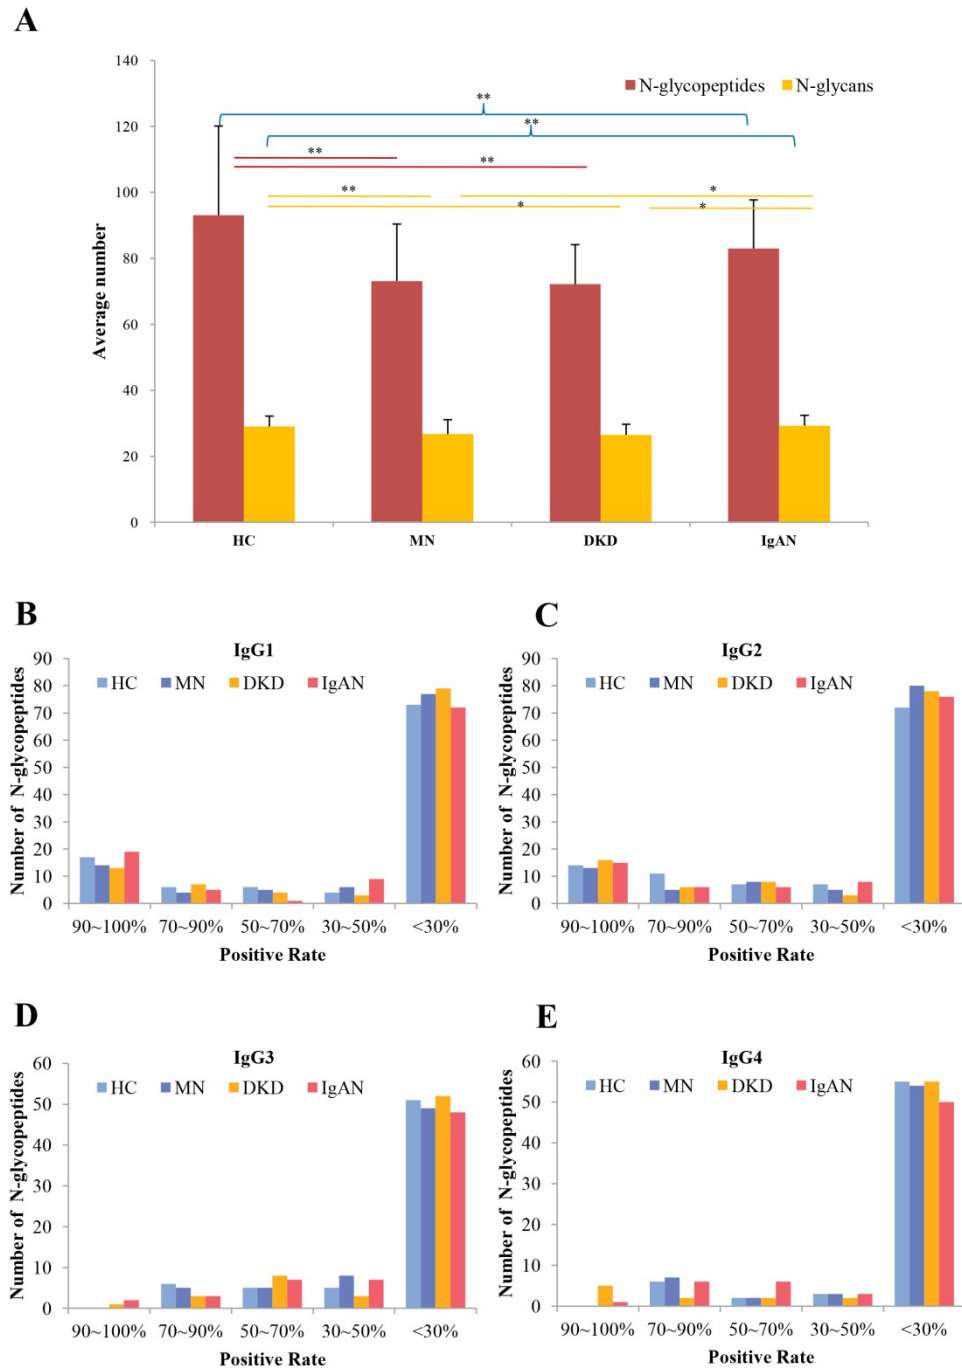 A
140
120
100
80
60
40
20
0
Average number
N-glycopeptides N-glycans
**
**
** **
** *
* *
HC MN DKD IgAN
B
IgG1
HC MN DKD IgAN
Number of N-glycopeptides
90
80
70
60
50
40
30
20
10
0
90~100% 70~90% 50~70% 30~50% <30%
Positive Rate
C
IgG2
HC MN DKD IgAN
Number of N-glycopeptides
90
80
70
60
50
40
30
20
10
0
90~100% 70~90% 50~70% 30~50% <30%
Positive Rate
D
IgG3
HC MN DKD IgAN
Number of N-glycopeptides
60
50
40
30
20
10
0
90~100% 70~90% 50~70% 30~50% <30%
Positive Rate
E
IgG4
HC MN DKD IgAN
Number of N-glycopeptides
60
50
40
30
20
10
0
90~100% 70~90% 50~70% 30~50% <30%
Positive Rate